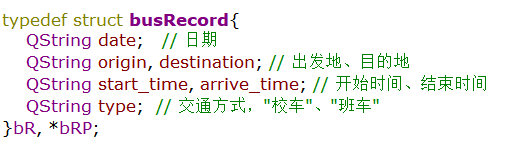 typedef struct busRecord{
    QString date;  // 日期
    QString origin, destination; // 出发地、目的地
    QString start_time, arrive_time; // 开始时间、结束时间
    QString type;  // 交通方式，"校车"、"班车"
}bR, *bRP;